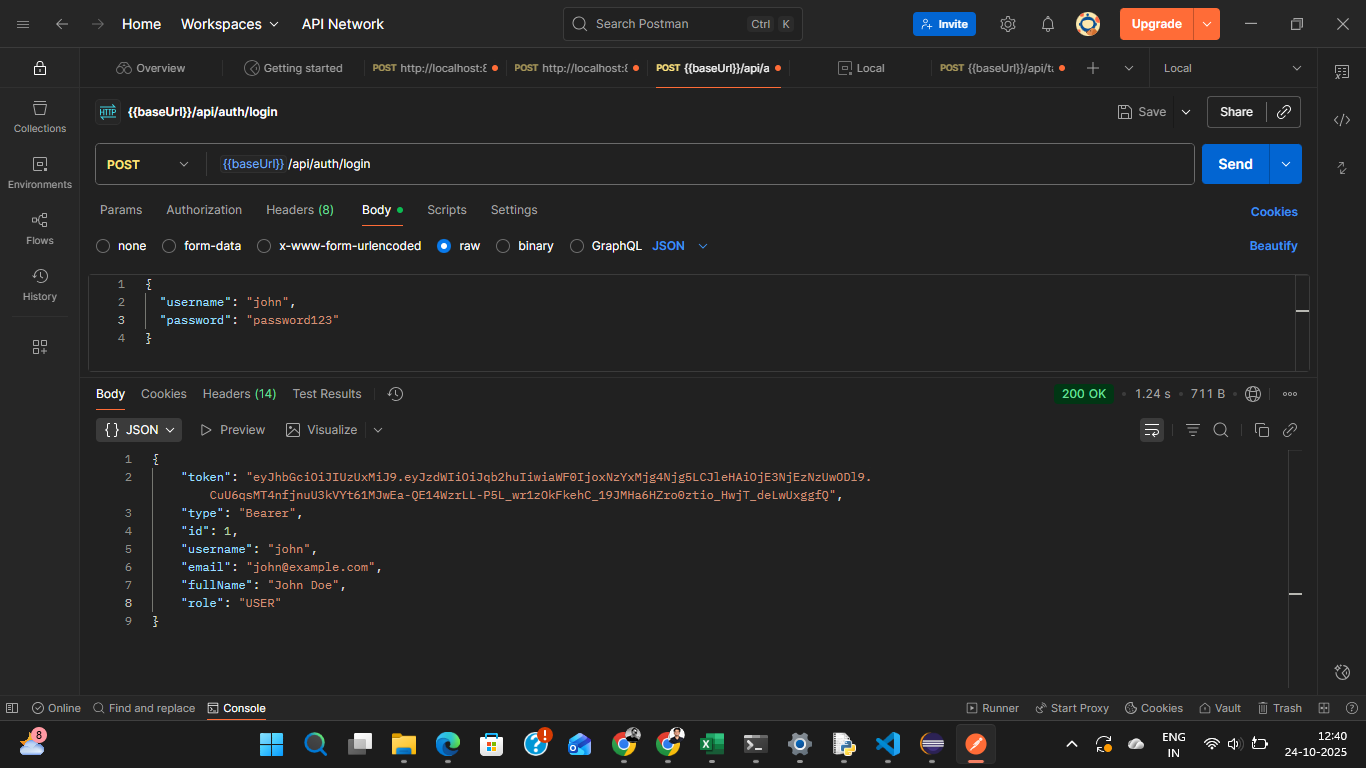 Home Workspaces API Network Search Postman Ctrl K Invite Upgrade
Overview Getting started POST http://localhost:8 POST http://localhost:8 POST {{baseUrl}}/api/a Local POST {{baseUrl}}/api/ta Local
HTTP {{baseUrl}}/api/auth/login Save Share
Collections
Environments
Flows
History
POST {{baseUrl}} /api/auth/login Send
Params Authorization Headers (8) Body Scripts Settings Cookies
none form-data x-www-form-urlencoded raw binary GraphQL JSON Beautify
1 {
2 "username": "john",
3 "password": "password123"
4 }
Body Cookies Headers (14) Test Results 200 OK 1.24 s 711 B
{ } JSON Preview Visualize
1 {
2 "token": "eyJhbGciOiJIUzUxMiJ9.eyJzdWIiOiJqb2huIiwiaWF0IjoxNzYxMjg4Njg5LCJleHAiOjE3NjEzNzUwODl9.
CuU6qsMT4nfjnuU3kVYt61MJwEa-QE14WzrLL-P5L_wr1zOkFkehC_19JMHa6HZro0ztio_HwjT_deLwUxggfQ",
3 "type": "Bearer",
4 "id": 1,
5 "username": "john",
6 "email": "john@example.com",
7 "fullName": "John Doe",
8 "role": "USER"
9 }
Online Find and replace Console Runner Start Proxy Cookies Vault Trash
8
ENG
IN
12:40
24-10-2025